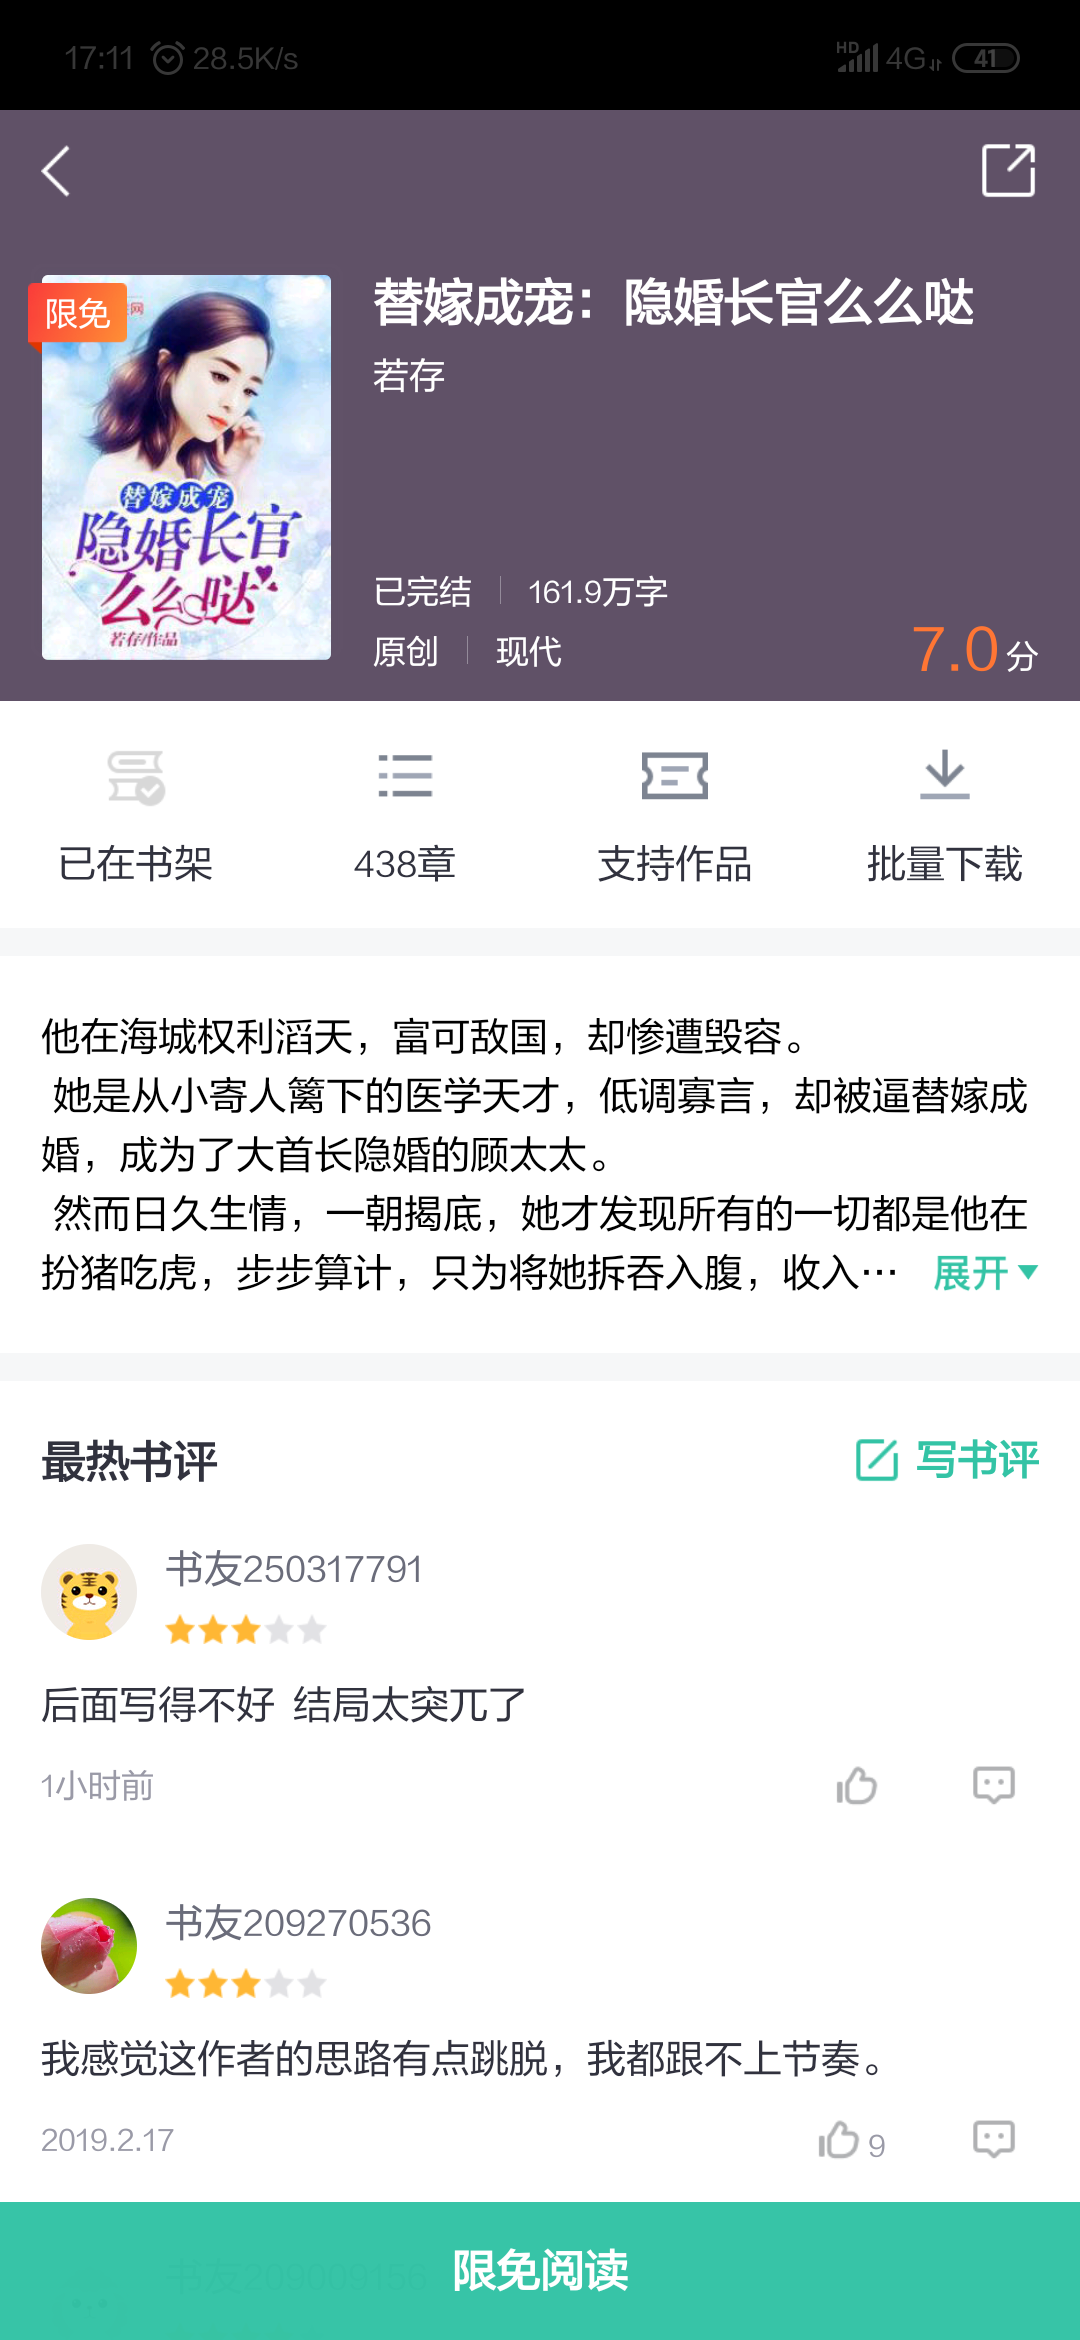 17:11 28.5K/s HD 4G 41
限免
替嫁成宠：隐婚长官么么哒
若存
替嫁成宠
隐婚长官
么么哒
若存/作品
已完结 161.9万字
原创 现代
7.0分
已在书架 438章 支持作品 批量下载
他在海城权利滔天，富可敌国，却惨遭毁容。
她是从小寄人篱下的医学天才，低调寡言，却被逼替嫁成
婚，成为了大首长隐婚的顾太太。
然而日久生情，一朝揭底，她才发现所有的一切都是他在
扮猪吃虎，步步算计，只为将她拆吞入腹，收入… 展开
最热书评 写书评
书友250317791
后面写得不好 结局太突兀了
1小时前
书友209270536
我感觉这作者的思路有点跳脱，我都跟不上节奏。
2019.2.17 9
书友209009156
限免阅读